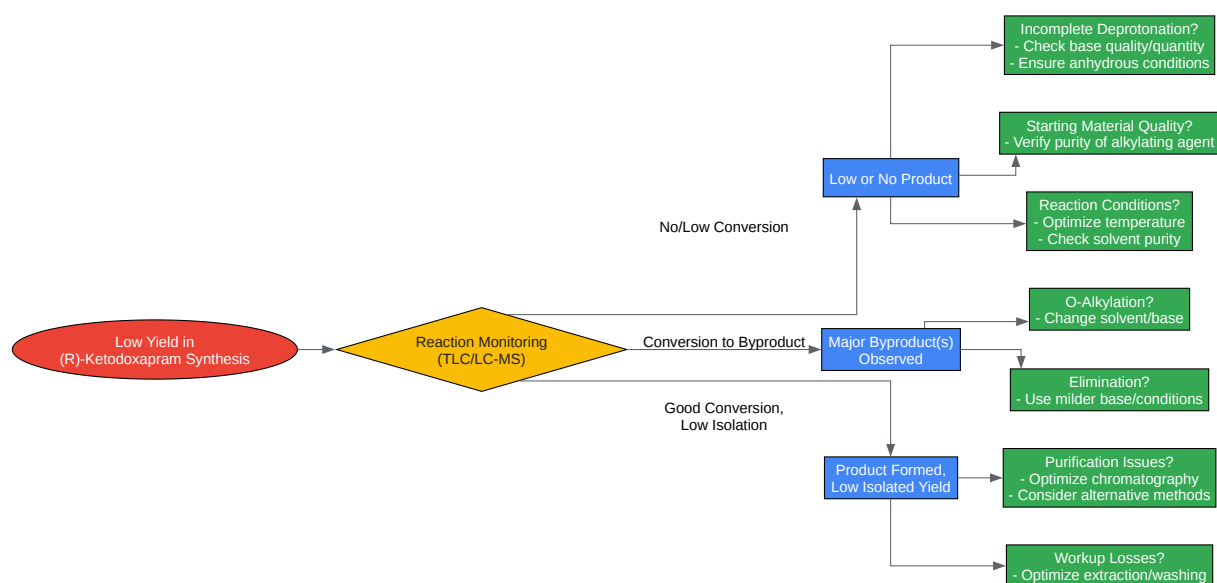 Incomplete Deprotonation?
- Check base quality/quantity
- Ensure anhydrous conditions
Starting Material Quality?
- Verify purity of alkylating agent
Low or No Product
Reaction Conditions?
- Optimize temperature
- Check solvent purity
No/Low Conversion
O-Alkylation?
- Change solvent/base
Low Yield in
(R)-Ketodoxapram Synthesis
Reaction Monitoring
(TLC/LC-MS)
Conversion to Byproduct
Major Byproduct(s)
Observed
Elimination?
- Use milder base/conditions
Good Conversion,
Low Isolation
Product Formed,
Low Isolated Yield
Purification Issues?
- Optimize chromatography
- Consider alternative methods
Workup Losses?
- Optimize extraction/washing